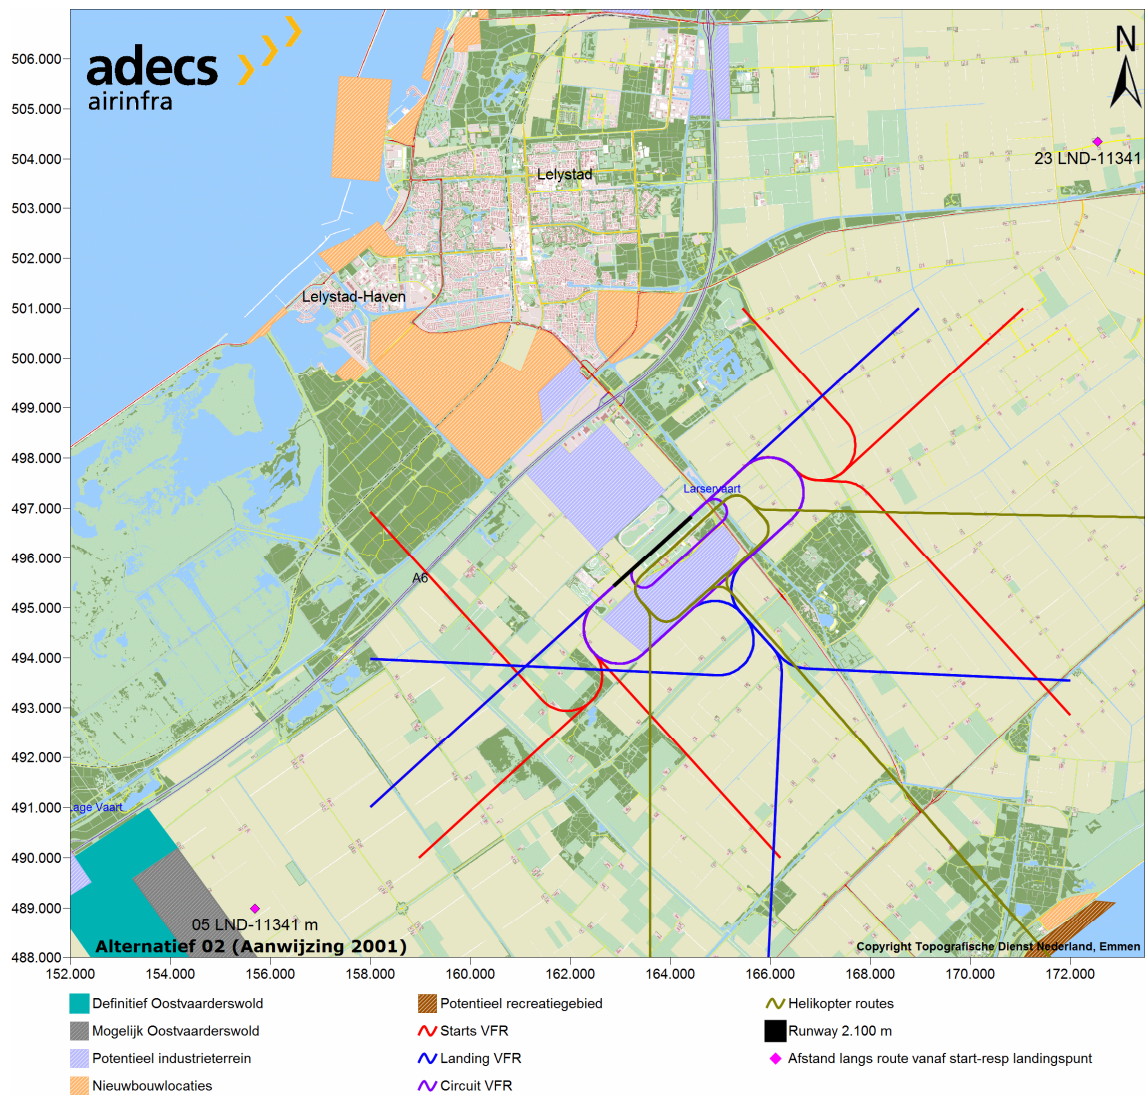 adecs
airinfra
N
506.000
505.000
504.000
503.000
502.000
501.000
500.000
499.000
498.000
497.000
496.000
495.000
494.000
493.000
492.000
491.000
490.000
489.000
488.000
23 LND-11341
Lelystad
Lelystad-Haven
Larservaart
A6
age Vaart
05 LND-11341 m
Alternatief 02 (Aanwijzing 2001)
Copyright Topografische Dienst Nederland, Emmen
152.000 154.000 156.000 158.000 160.000 162.000 164.000 166.000 168.000 170.000 172.000
Definitief Oostvaarderswold
Mogelijk Oostvaarderswold
Potentieel industrieterrein
Nieuwbouwlocaties
Potentieel recreatiegebied
Starts VFR
Landing VFR
Circuit VFR
Helikopter routes
Runway 2.100 m
Afstand langs route vanaf start-resp landingspunt